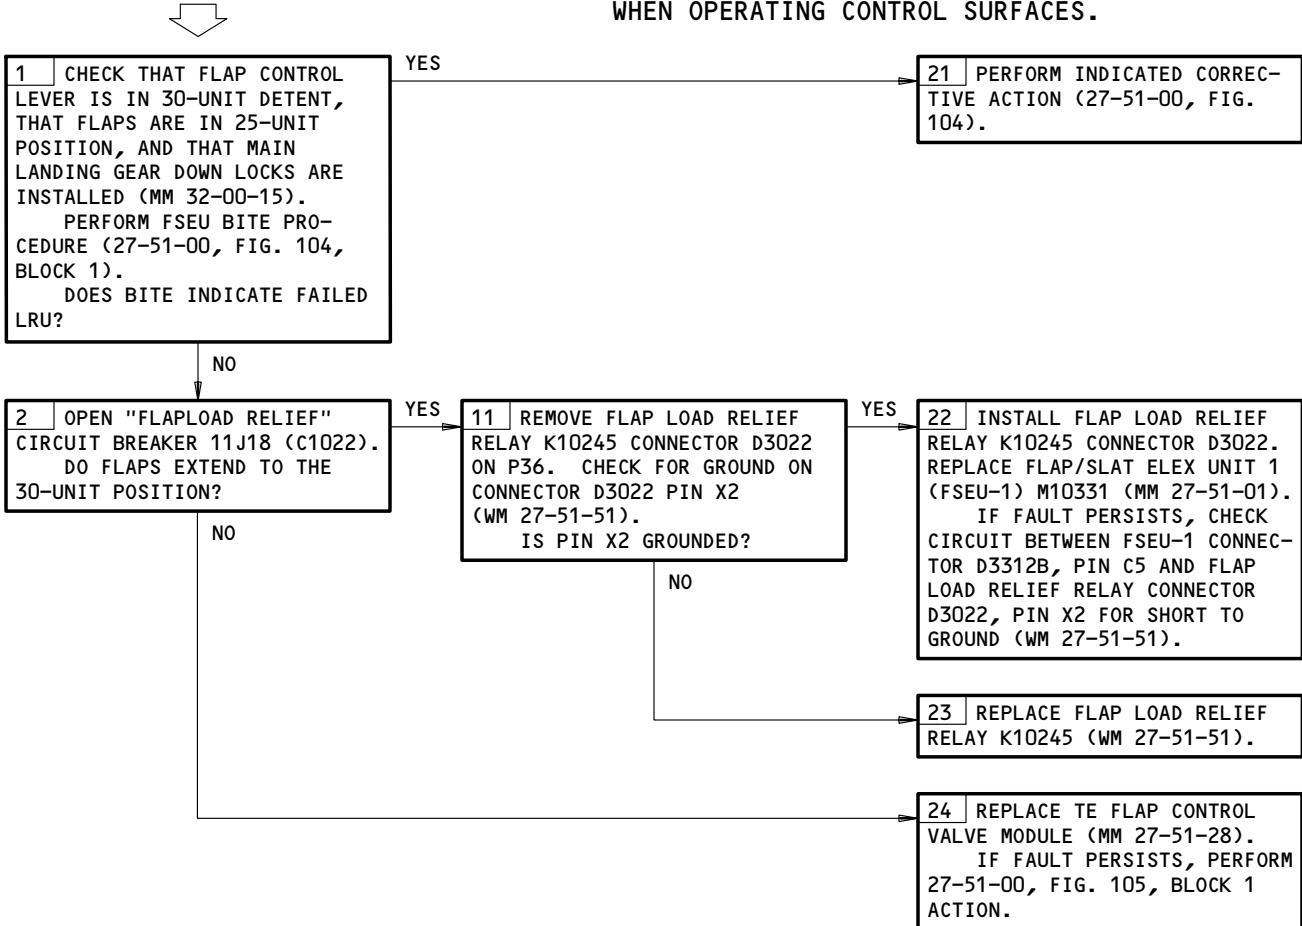 WHEN OPERATING CONTROL SURFACES.
1 CHECK THAT FLAP CONTROL
LEVER IS IN 30-UNIT DETENT,
THAT FLAPS ARE IN 25-UNIT
POSITION, AND THAT MAIN
LANDING GEAR DOWN LOCKS ARE
INSTALLED (MM 32-00-15).
PERFORM FSEU BITE PRO-
CEDURE (27-51-00, FIG. 104,
BLOCK 1).
DOES BITE INDICATE FAILED
LRU?
YES
21 PERFORM INDICATED CORREC-
TIVE ACTION (27-51-00, FIG.
104).
NO
2 OPEN "FLAPLOAD RELIEF"
CIRCUIT BREAKER 11J18 (C1022).
DO FLAPS EXTEND TO THE
30-UNIT POSITION?
YES
11 REMOVE FLAP LOAD RELIEF
RELAY K10245 CONNECTOR D3022
ON P36. CHECK FOR GROUND ON
CONNECTOR D3022 PIN X2
(WM 27-51-51).
IS PIN X2 GROUNDED?
YES
22 INSTALL FLAP LOAD RELIEF
RELAY K10245 CONNECTOR D3022.
REPLACE FLAP/SLAT ELEX UNIT 1
(FSEU-1) M10331 (MM 27-51-01).
IF FAULT PERSISTS, CHECK
CIRCUIT BETWEEN FSEU-1 CONNEC-
TOR D3312B, PIN C5 AND FLAP
LOAD RELIEF RELAY CONNECTOR
D3022, PIN X2 FOR SHORT TO
GROUND (WM 27-51-51).
NO
NO
23 REPLACE FLAP LOAD RELIEF
RELAY K10245 (WM 27-51-51).
24 REPLACE TE FLAP CONTROL
VALVE MODULE (MM 27-51-28).
IF FAULT PERSISTS, PERFORM
27-51-00, FIG. 105, BLOCK 1
ACTION.